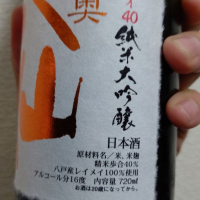 奥
山
40
純米大吟醸
日本酒
原材料名／米、米麹
精米歩合40%
八戸産レイメイ100%使用
アルコール分16度 内容量720ml
お酒は20歳になってから。